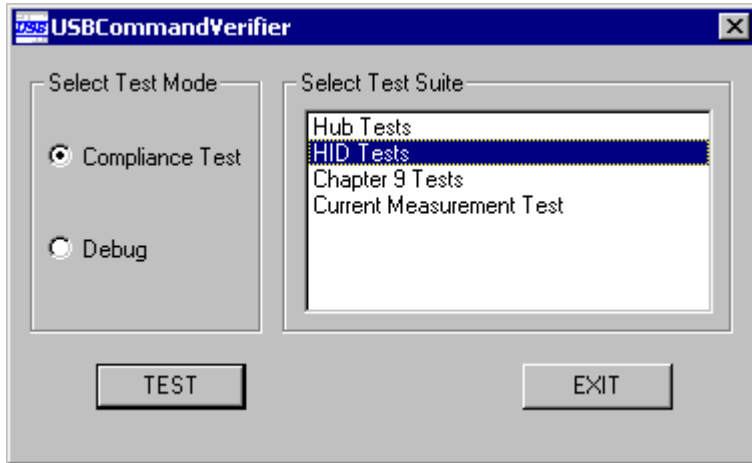 USB USBCommandVerifier
Select Test Mode
Compliance Test
Debug
Select Test Suite
Hub Tests
HID Tests
Chapter 9 Tests
Current Measurement Test
TEST
EXIT